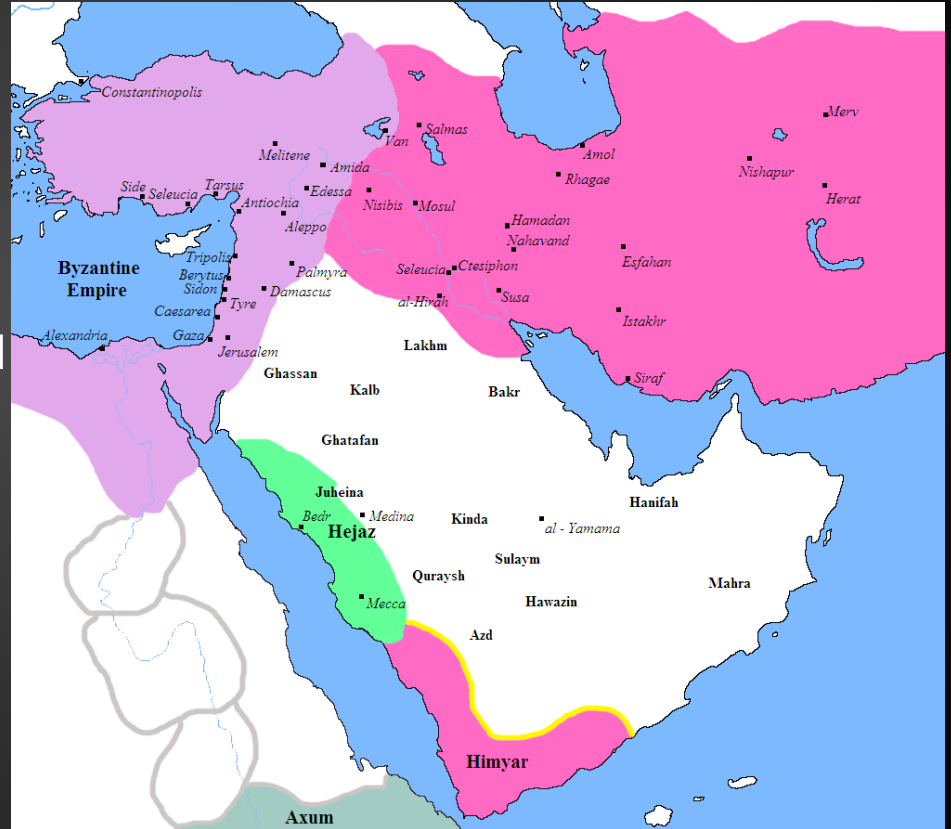 Constantinopolis
Merv
Salmas
Van
Melitene
Amol
Nishapur
Amida
Rhagae
Side
Seleucia
Tarsus
Edessa
Herat
Antiochia
Nisibis
Mosul
Aleppo
Hamadan
Nahavand
Tripolis
Esfahan
Byzantine
Empire
Berytus
Palmyra
Seleucia
Ctesiphon
Sidon
Damascus
Susa
Tyre
al-Hirah
Caesarea
Istakhr
Alexandria
Gaza
Jerusalem
Lakhm
Ghassan
Siraf
Kalb
Bakr
Ghatafan
Juheina
Hanifah
Bedr
Medina
Kinda
al - Yamama
Hejaz
Sulaym
Quraysh
Mahra
Mecca
Hawazin
Azd
Himyar
Axum